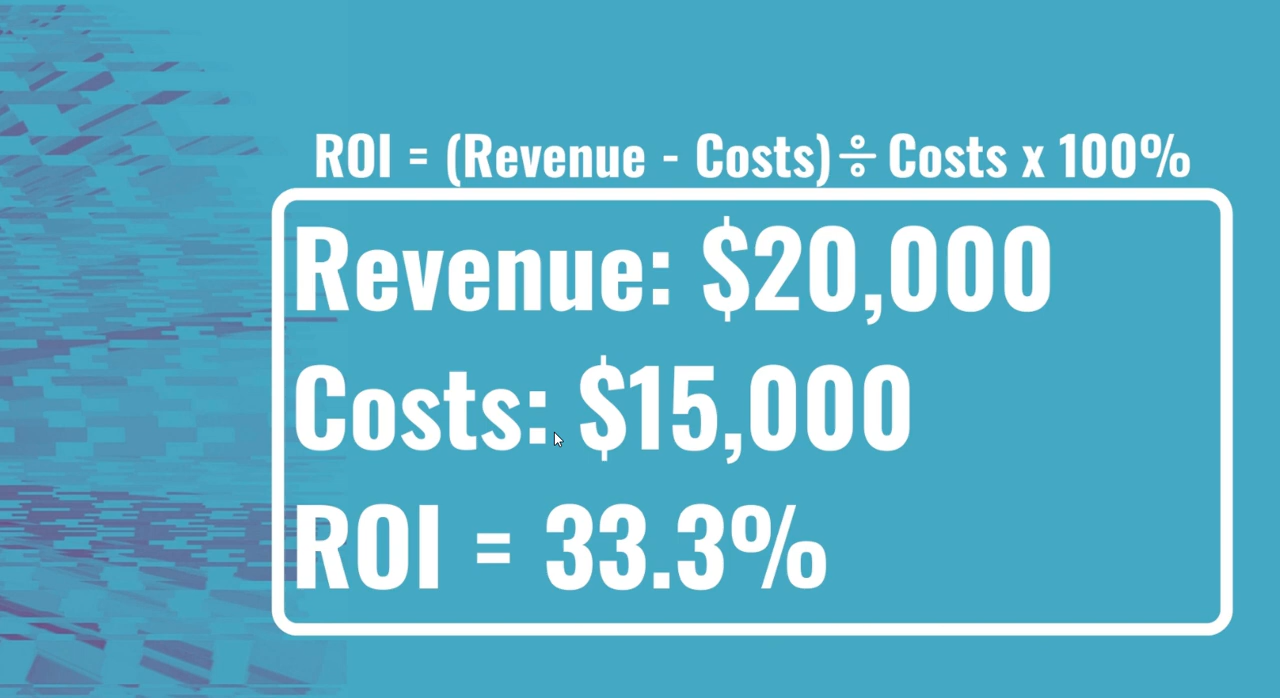 ROI = (Revenue - Costs) ÷ Costs x 100%
Revenue: $20,000
Costs: $15,000
ROI = 33.3%